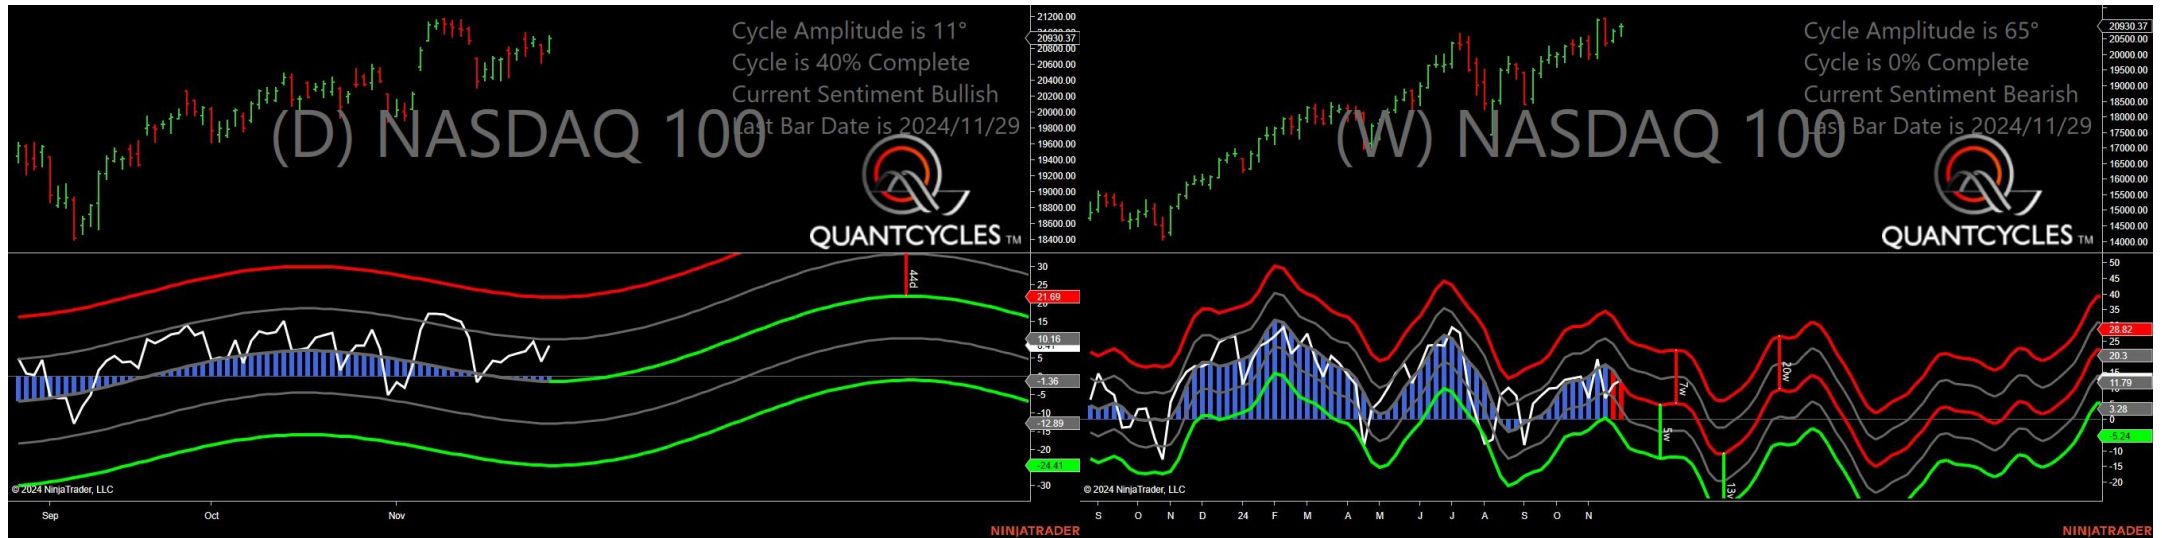 Cycle Amplitude is 11°
Cycle is 40% Complete
Current Sentiment Bullish
Last Bar Date is 2024/11/29
(D) NASDAQ 100
QUANTCYCLES TM
21200.00
20930.37
20800.00
20600.00
20400.00
20200.00
20000.00
19800.00
19600.00
19400.00
19200.00
19000.00
18800.00
18600.00
18400.00
44d
30
25
21.69
15
10.16
5
-1.36
-5
-10
-12.89
-15
-24.41
-30
© 2024 NinjaTrader, LLC
Sep Oct Nov
NINJATRADER
Cycle Amplitude is 65°
Cycle is 0% Complete
Current Sentiment Bearish
Last Bar Date is 2024/11/29
(W) NASDAQ 100
QUANTCYCLES TM
20930.37
20500.00
19500.00
19000.00
18500.00
18000.00
17500.00
17000.00
16500.00
16000.00
15500.00
15000.00
14500.00
14000.00
7w
5w
20w
50
45
40
35
28.82
25
20.3
11.79
3.28
0
-5.24
-10
-15
-20
© 2024 NinjaTrader, LLC
S O N D 24 F M A M J J A S O N
NINJATRADER